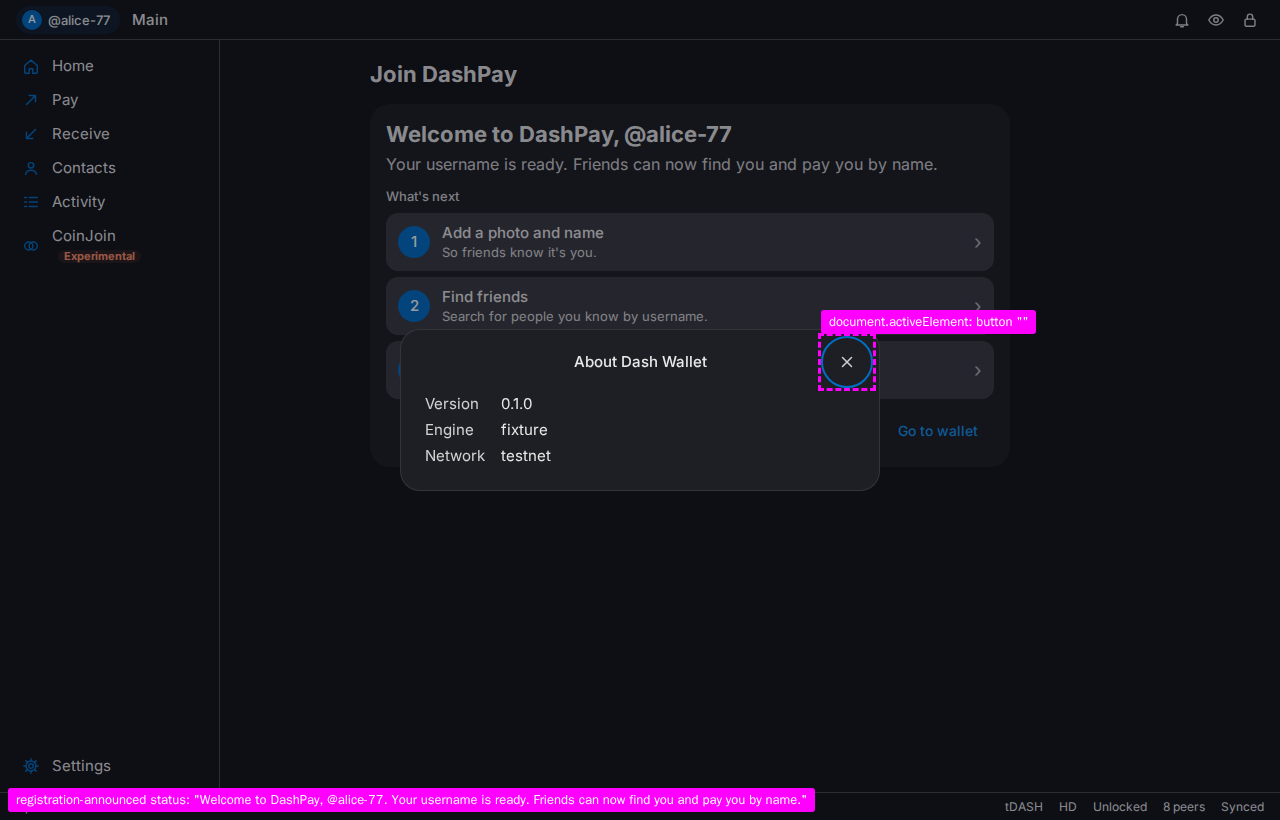 A @alice-77 Main
Home
Pay
Receive
Contacts
Activity
CoinJoin
Experimental
Settings
Join DashPay
Welcome to DashPay, @alice-77
Your username is ready. Friends can now find you and pay you by name.
What's next
1 Add a photo and name
So friends know it's you.
2 Find friends
Search for people you know by username.
document.activeElement: button ""
About Dash Wallet
Version 0.1.0
Engine fixture
Network testnet
Go to wallet
registration-announced status: "Welcome to DashPay, @alice-77. Your username is ready. Friends can now find you and pay you by name."
tDASH HD Unlocked 8 peers Synced